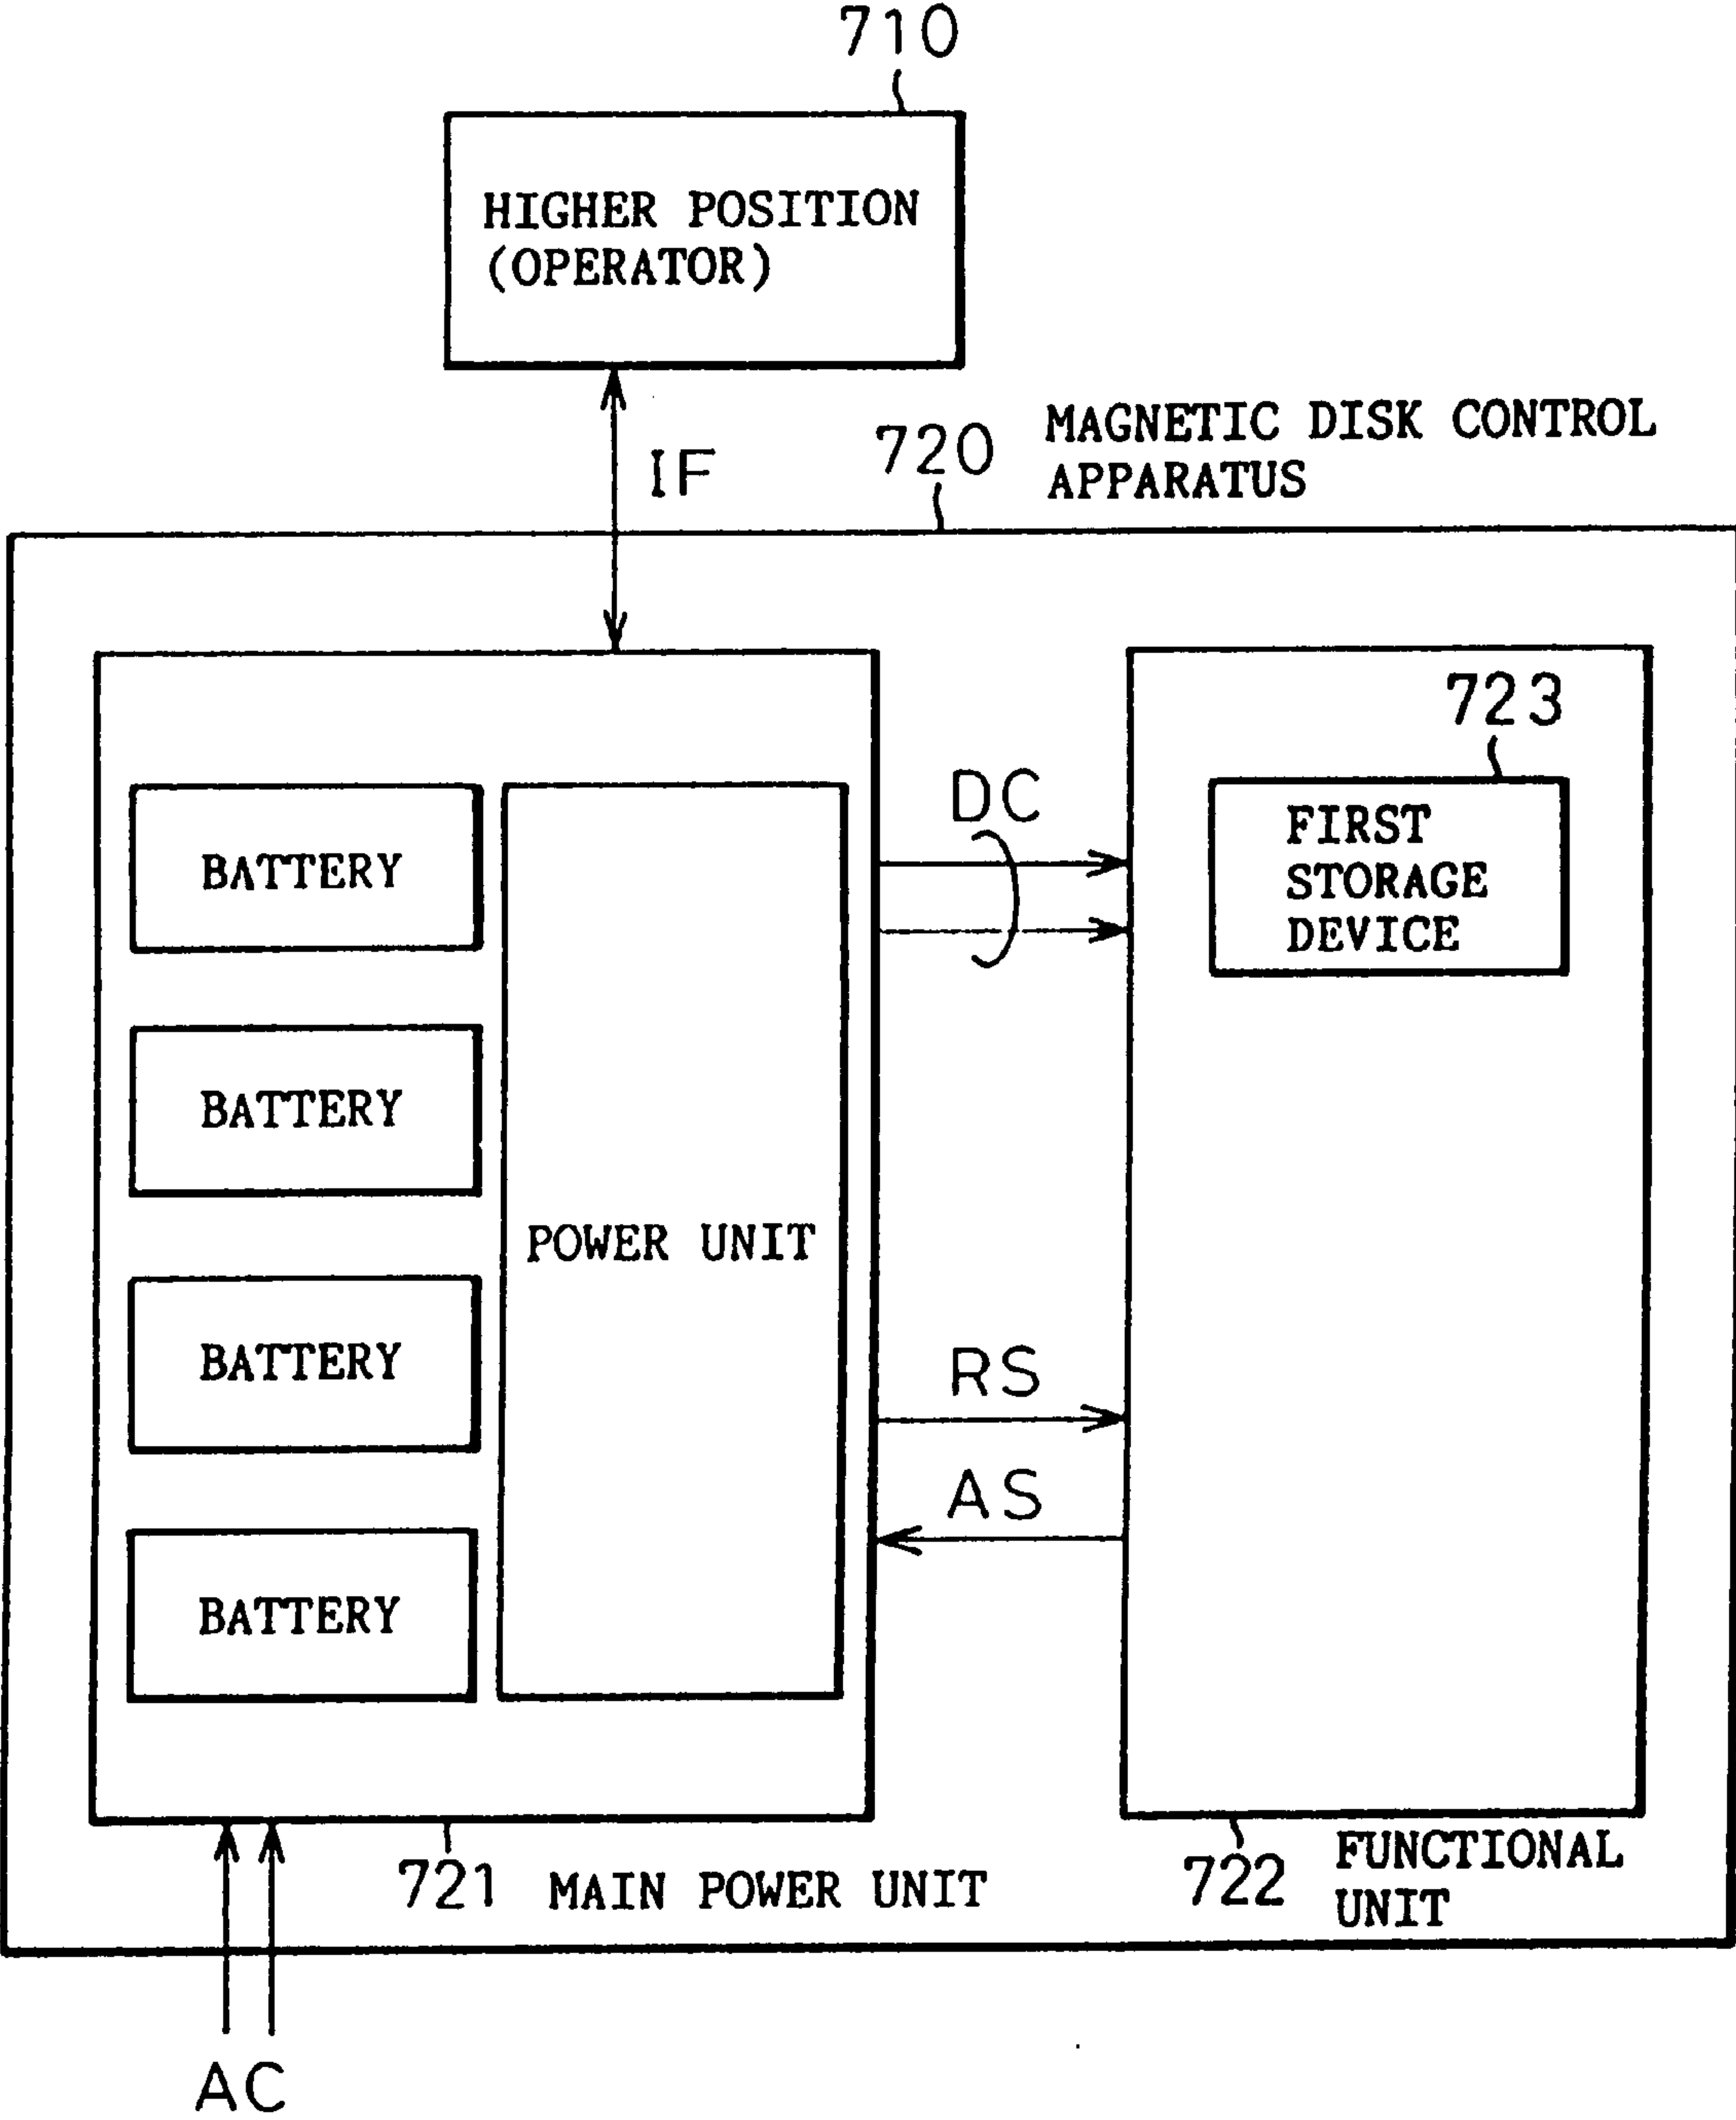 710
HIGHER POSITION
(OPERATOR)
IF
720
MAGNETIC DISK CONTROL
APPARATUS
723
FIRST
STORAGE
DEVICE
DC
BATTERY
BATTERY
BATTERY
BATTERY
POWER UNIT
RS
AS
721 MAIN POWER UNIT
722
FUNCTIONAL
UNIT
AC